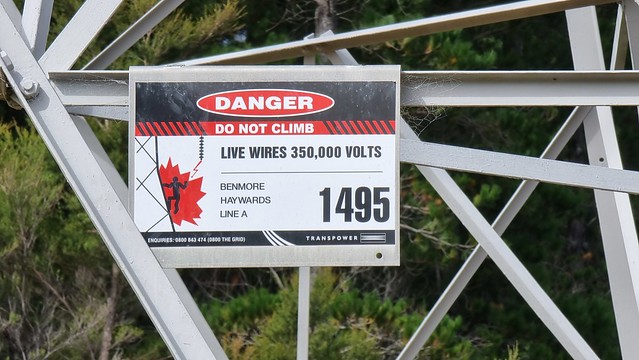 DANGER
DO NOT CLIMB
LIVE WIRES 350,000 VOLTS
BENMORE
HAYWARDS
LINE A
1495
ENQUIRIES: 0800 843 474 (0800 THE GRID)
TRANSPOWER